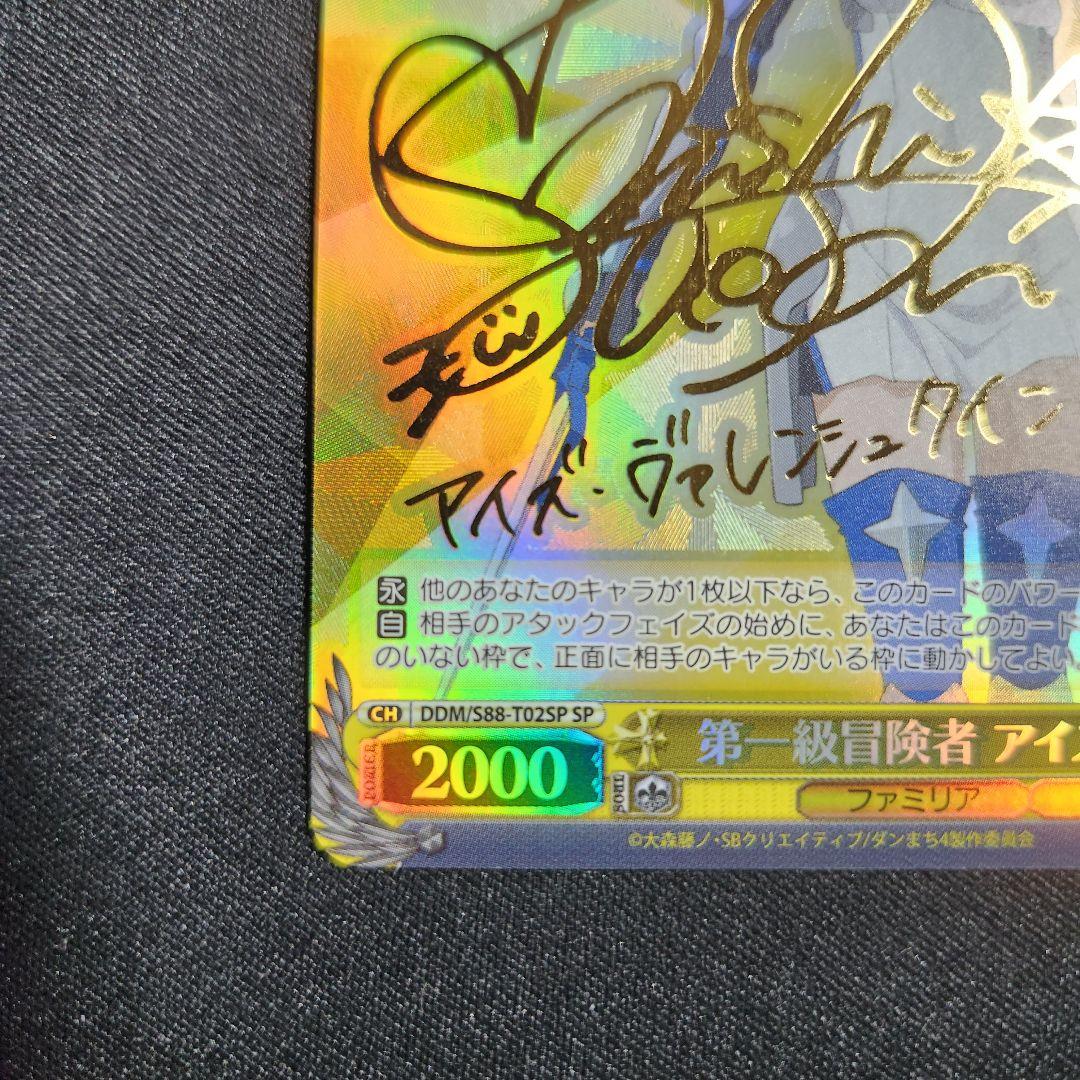 アイズ・ヴァレンシュタイン
永 他のあなたのキャラが1枚以下なら、このカードのパワー
自 相手のアタックフェイズの始めに、あなたはこのカード
のいない枠で、正面に相手のキャラがいる枠に動かしてよい。
CH DDM/S88-T02SP SP
第一級冒険者 アイ
POWER 2000
SOUL ファミリア
©大森藤ノ・SBクリエイティブ/ダンまち4製作委員会